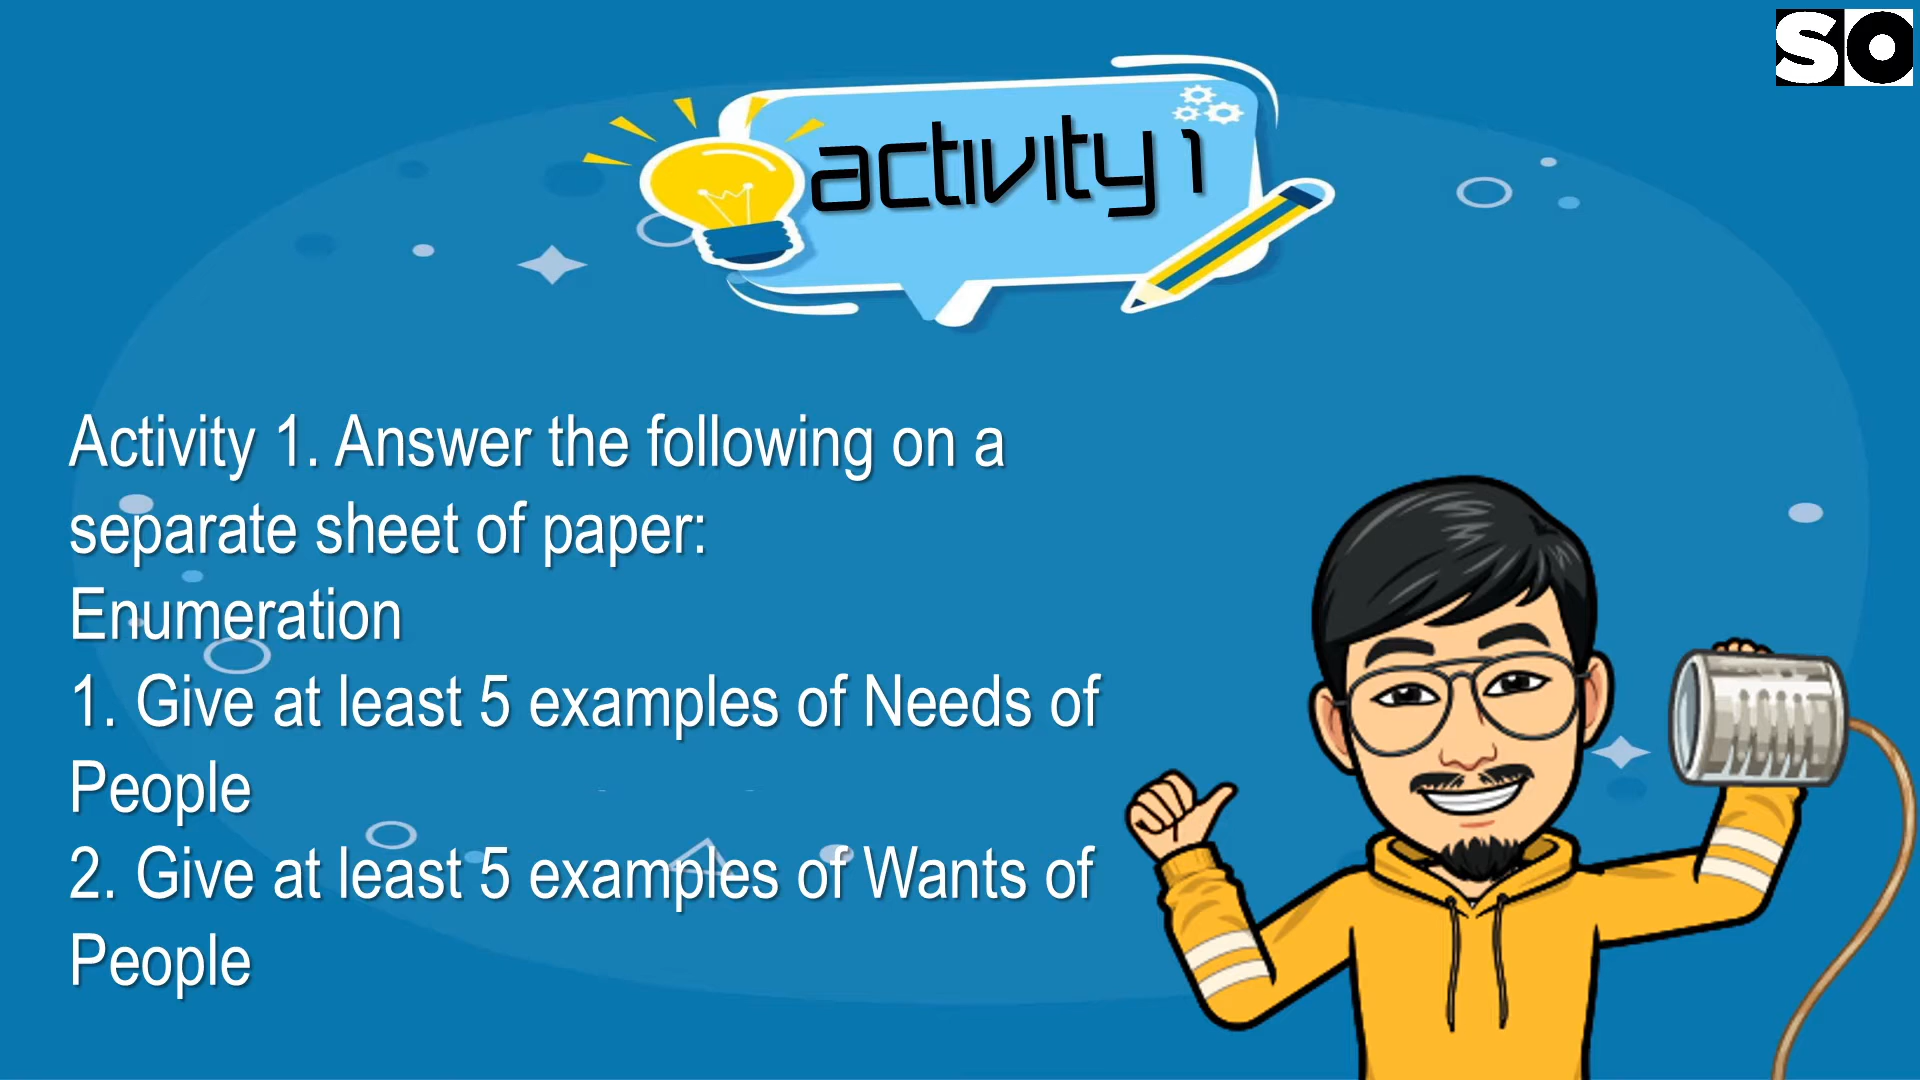 SO
activity 1
Activity 1. Answer the following on a
separate sheet of paper:
Enumeration
1. Give at least 5 examples of Needs of
People
2. Give at least 5 examples of Wants of
People